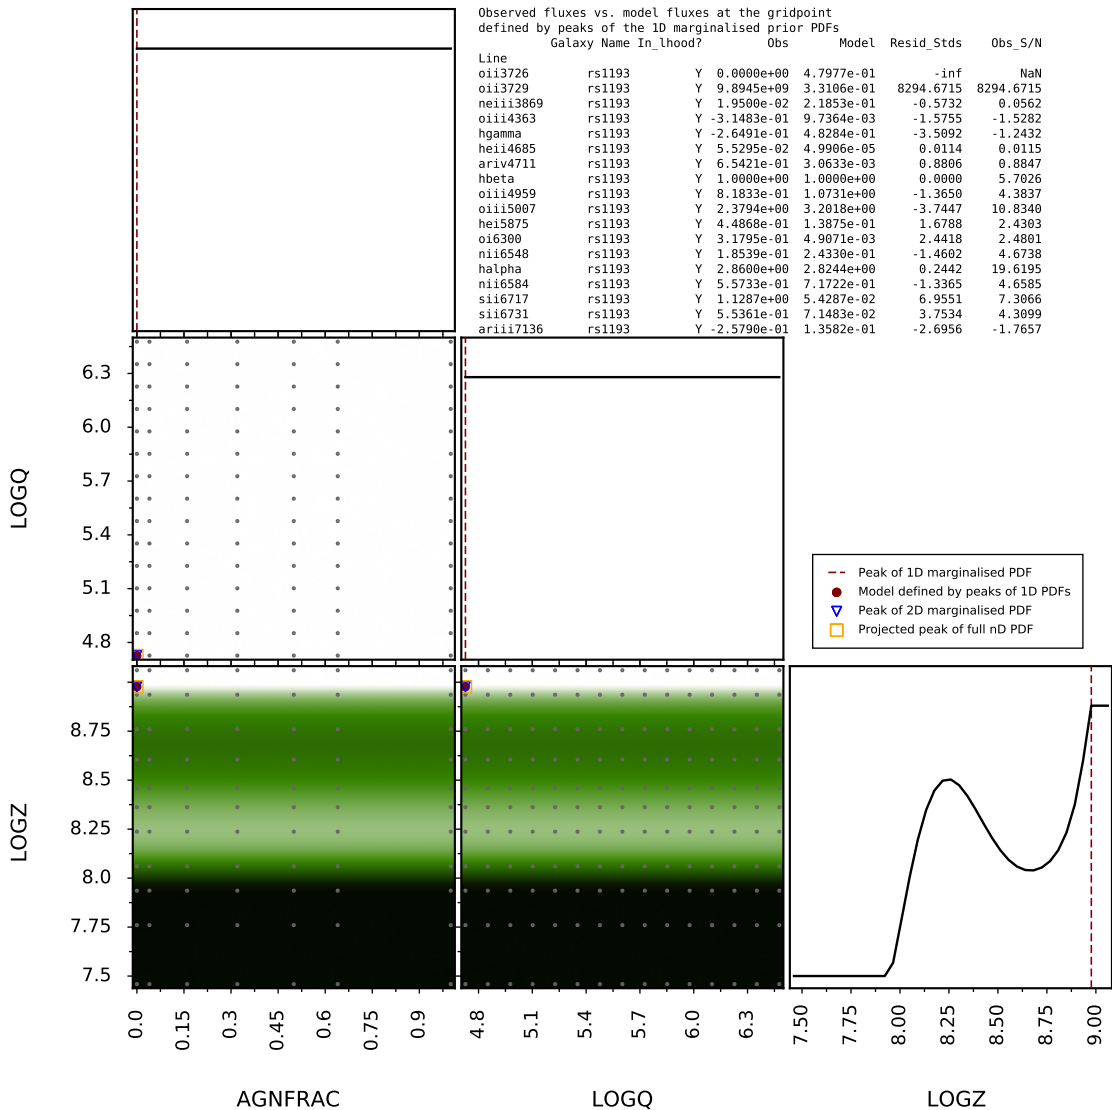 Observed fluxes vs. model fluxes at the gridpoint
defined by peaks of the 1D marginalised prior PDFs
Galaxy Name In_lhood? Obs Model Resid_Stds Obs_S/N
Line
oii3726 rs1193 Y 0.0000e+00 4.7977e-01 -inf NaN
oii3729 rs1193 Y 9.8945e+09 3.3106e-01 8294.6715 8294.6715
neiii3869 rs1193 Y 1.9500e-02 2.1853e-01 -0.5732 0.0562
oiii4363 rs1193 Y -3.1483e-01 9.7364e-03 -1.5755 -1.5282
hgamma rs1193 Y -2.6491e-01 4.8284e-01 -3.5092 -1.2432
heii4685 rs1193 Y 5.5295e-02 4.9906e-05 0.0114 0.0115
ariv4711 rs1193 Y 6.5421e-01 3.0633e-03 0.8806 0.8847
hbeta rs1193 Y 1.0000e+00 1.0000e+00 0.0000 5.7026
oiii4959 rs1193 Y 8.1833e-01 1.0731e+00 -1.3650 4.3837
oiii5007 rs1193 Y 2.3794e+00 3.2018e+00 -3.7447 10.8340
hei5875 rs1193 Y 4.4868e-01 1.3875e-01 1.6788 2.4303
oi6300 rs1193 Y 3.1795e-01 4.9071e-03 2.4418 2.4801
nii6548 rs1193 Y 1.8539e-01 2.4330e-01 -1.4602 4.6738
halpha rs1193 Y 2.8600e+00 2.8244e+00 0.2442 19.6195
nii6584 rs1193 Y 5.5733e-01 7.1722e-01 -1.3365 4.6585
sii6717 rs1193 Y 1.1287e+00 5.4287e-02 6.9551 7.3066
sii6731 rs1193 Y 5.5361e-01 7.1483e-02 3.7534 4.3099
ariii7136 rs1193 Y -2.5790e-01 1.3582e-01 -2.6956 -1.7657
LOGQ
6.3
6.0
5.7
5.4
5.1
4.8
Peak of 1D marginalised PDF
Model defined by peaks of 1D PDFs
Peak of 2D marginalised PDF
Projected peak of full nD PDF
LOGZ
8.75
8.5
8.25
8.0
7.75
7.5
0.0 0.15 0.3 0.45 0.6 0.75 0.9
4.8 5.1 5.4 5.7 6.0 6.3
7.50 7.75 8.00 8.25 8.50 8.75 9.00
AGNFRAC LOGQ LOGZ